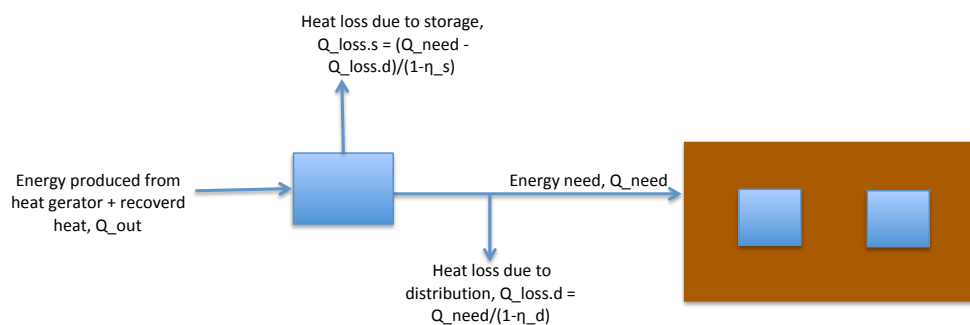 Heat loss due to storage,
Q_loss.s = (Q_need -
Q_loss.d)/(1-η_s)
Energy produced from
heat gerator + recoverd
heat, Q_out
Energy need, Q_need
Heat loss due to
distribution, Q_loss.d =
Q_need/(1-η_d)